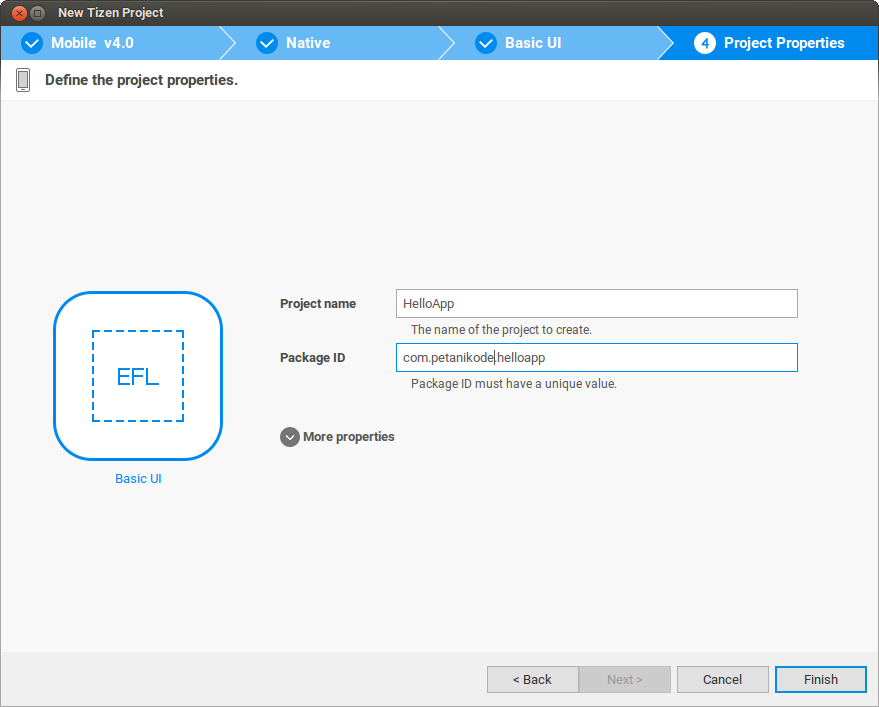 New Tizen Project
Mobile v4.0 Native Basic UI 4 Project Properties
Define the project properties.
Project name HelloApp
The name of the project to create.
Package ID com.petanikode.helloapp
Package ID must have a unique value.
EFL
Basic UI
More properties
< Back Next > Cancel Finish